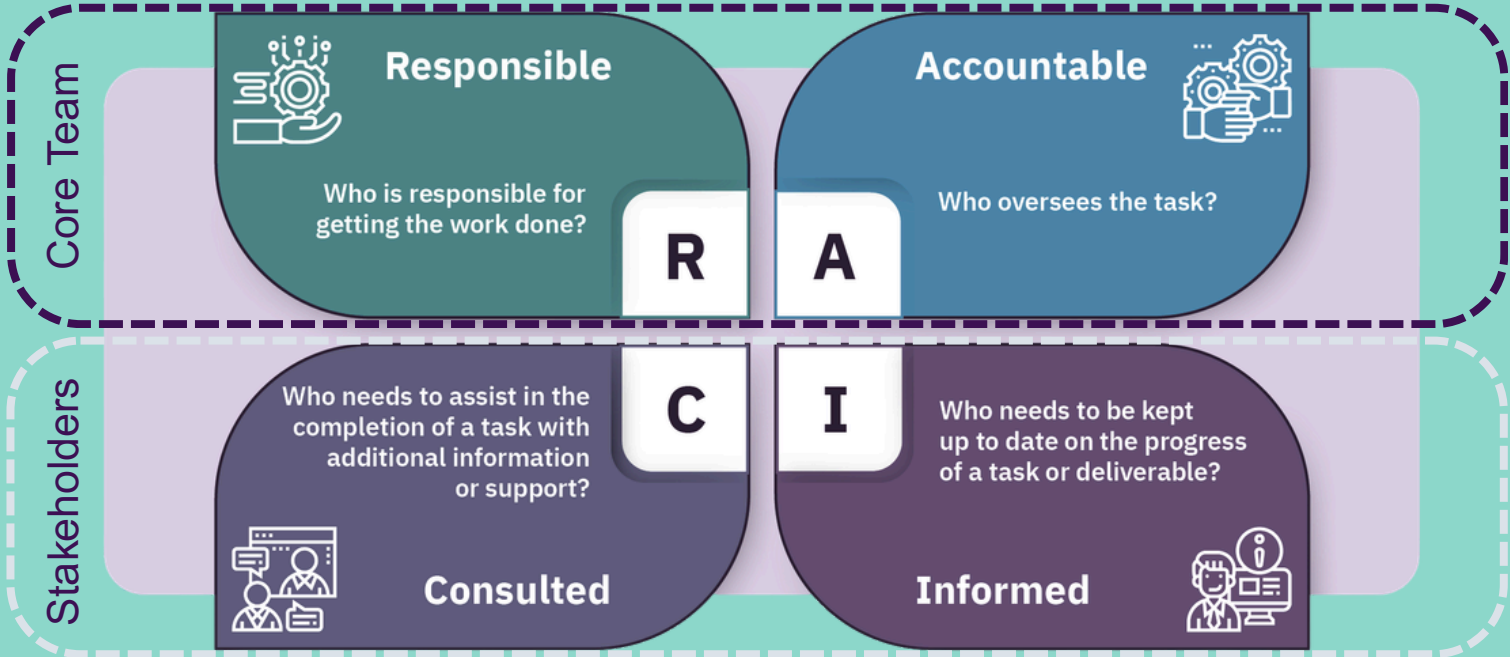 Core Team
Responsible
Who is responsible for
getting the work done?
R
Accountable
Who oversees the task?
A
Stakeholders
Who needs to assist in the
completion of a task with
additional information
or support?
C
Consulted
I
Who needs to be kept
up to date on the progress
of a task or deliverable?
Informed